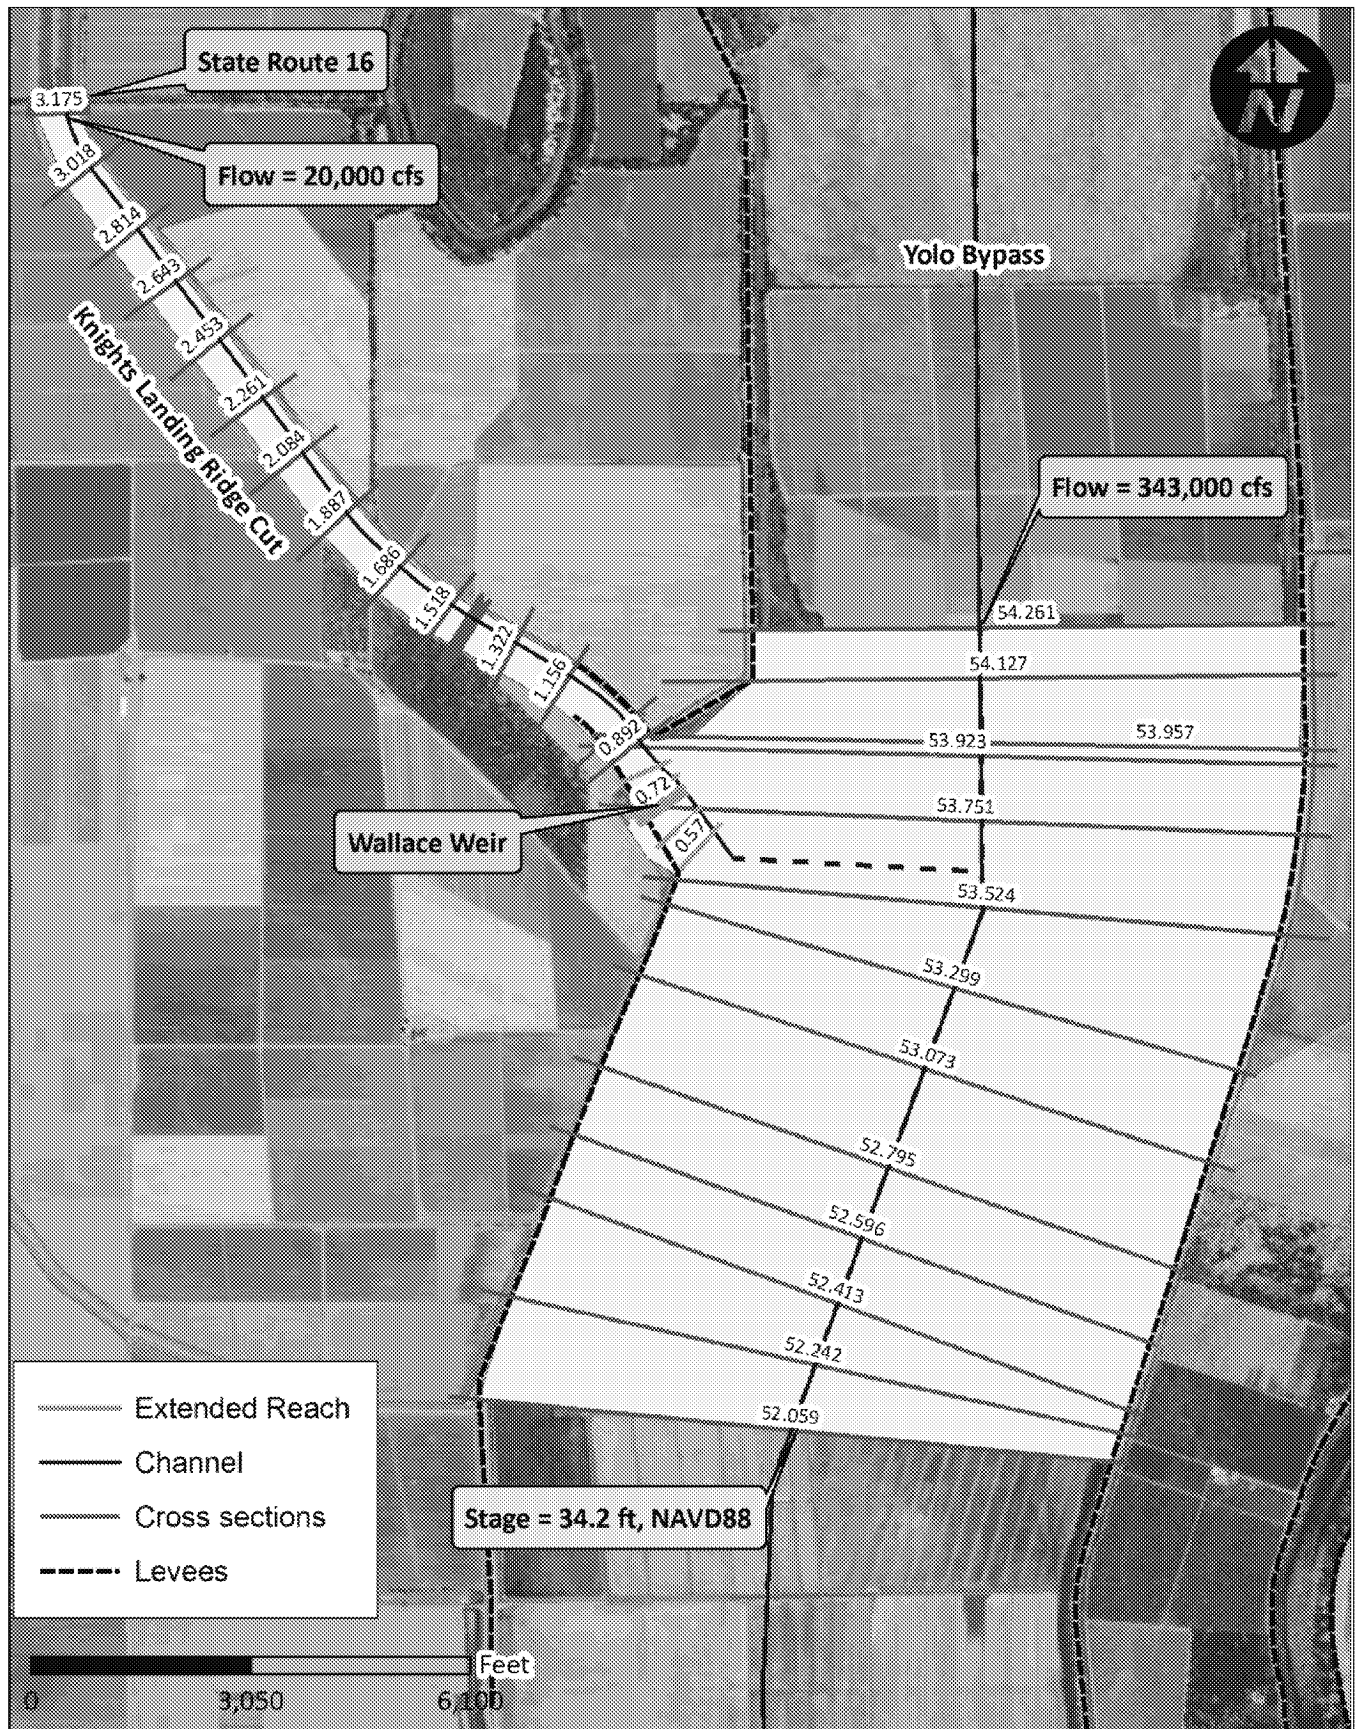 State Route 16
3.175
N
3.018
Flow = 20,000 cfs
2.814
Yolo Bypass
2.643
2.453
Knights Landing Ridge Cut
2.261
2.084
Flow = 343,000 cfs
1.887
1.686
1.518
54.261
1.322
54.127
1.156
53.957
0.892
53.923
0.72
53.751
Wallace Weir
0.57
53.524
53.299
53.073
52.795
52.596
52.413
52.242
Extended Reach
52.059
Channel
Cross sections
Stage = 34.2 ft, NAVD88
Levees
Feet
0
3,050
6,100